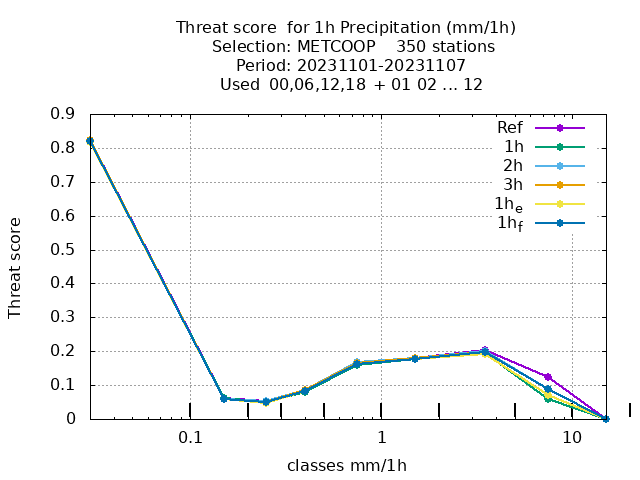 Threat score  for 1h Precipitation (mm/1h)
Selection: METCOOP    350 stations
Period: 20231101-20231107
Used  00,06,12,18  + 01 02 ... 12
0.9
0.8
0.7
0.6
0.5
0.4
0.3
0.2
0.1
0
Threat score
Ref
1h
2h
3h
1he
1hf
0.1 1 10
classes mm/1h